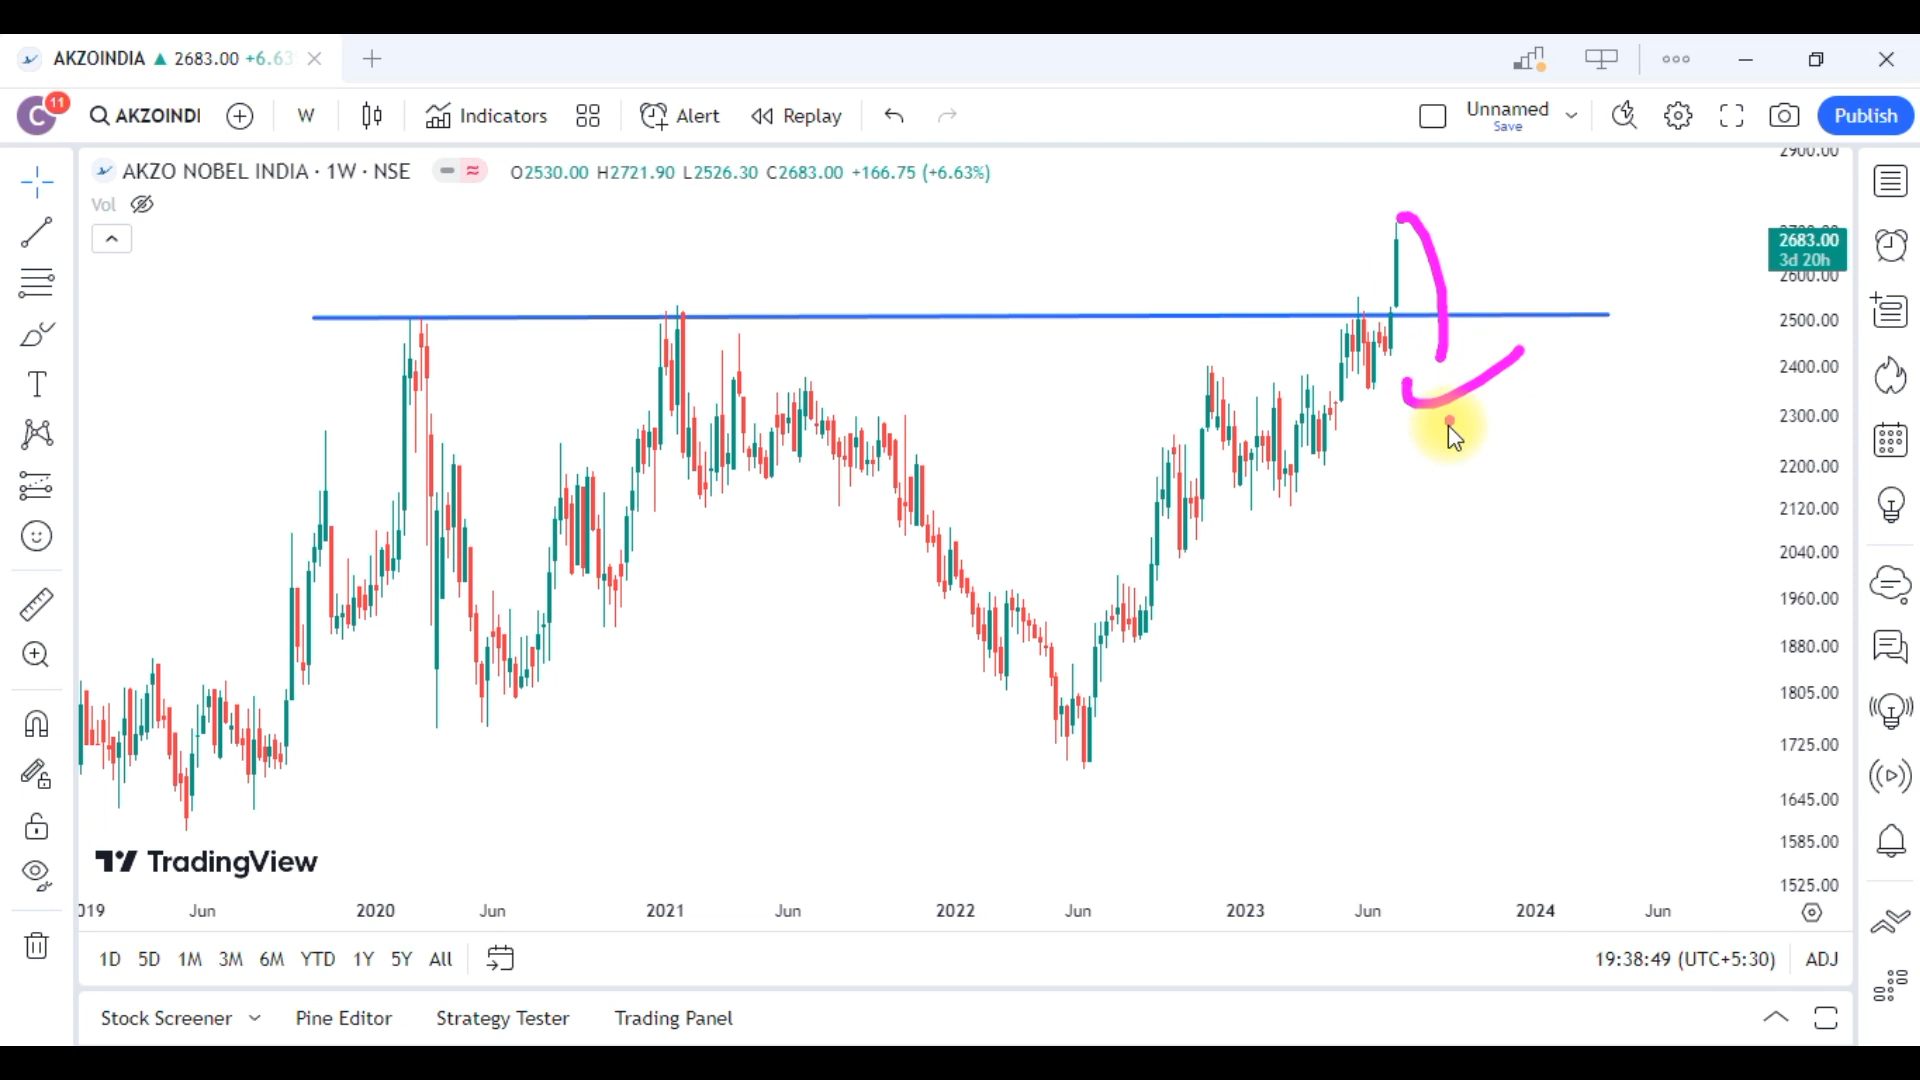 AKZOINDIA ▲ 2683.00 +6.63
C 11 AKZOINDI W Indicators Alert Replay Unnamed Save Publish
AKZO NOBEL INDIA · 1W · NSE O2530.00 H2721.90 L2526.30 C2683.00 +166.75 (+6.63%)
Vol
2900.00
2683.00
3d 20h
2600.00
2500.00
2400.00
2300.00
2200.00
2120.00
2040.00
1960.00
1880.00
1805.00
1725.00
1645.00
1585.00
1525.00
TradingView
019 Jun 2020 Jun 2021 Jun 2022 Jun 2023 Jun 2024 Jun
1D 5D 1M 3M 6M YTD 1Y 5Y All 19:38:49 (UTC+5:30) ADJ
Stock Screener Pine Editor Strategy Tester Trading Panel